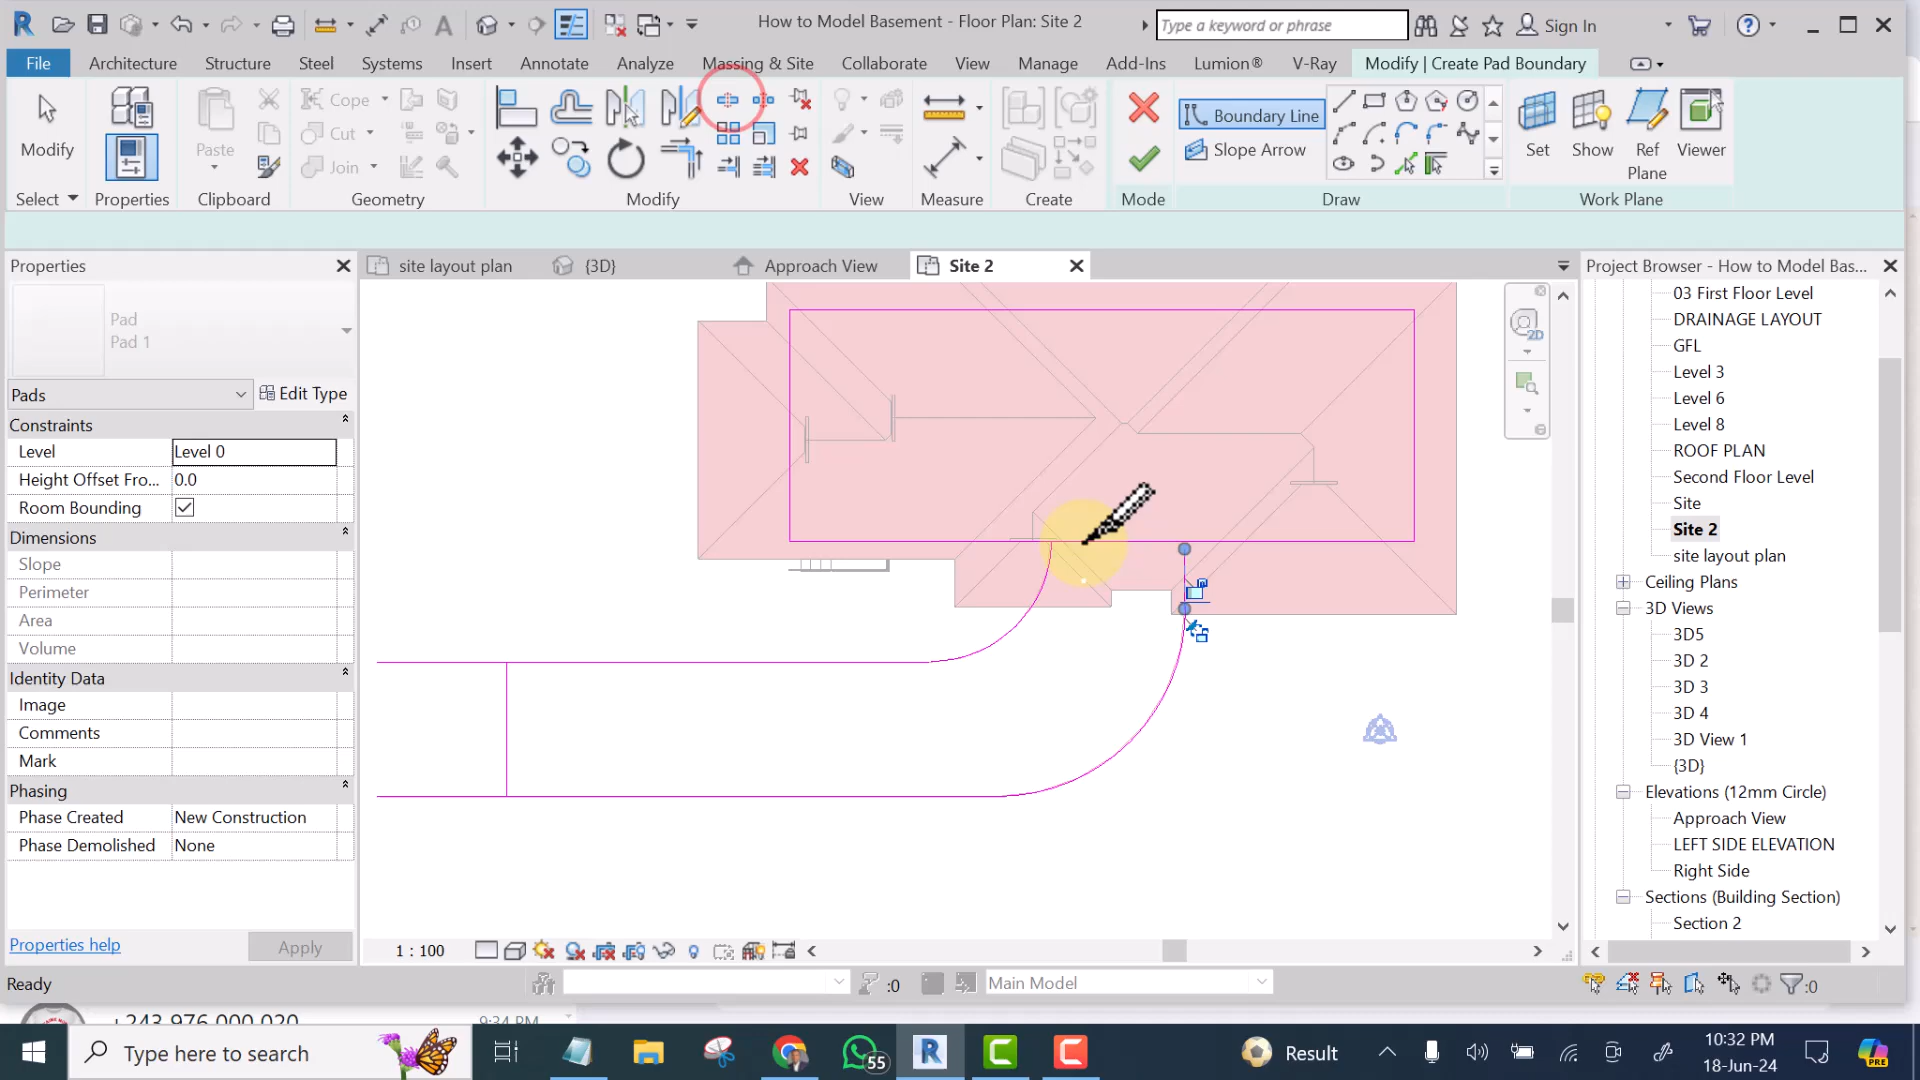 How to Model Basement - Floor Plan: Site 2
Type a keyword or phrase
Sign In
File
Architecture
Structure
Steel
Systems
Insert
Annotate
Analyze
Massing & Site
Collaborate
View
Manage
Add-Ins
Lumion®
V-Ray
Modify | Create Pad Boundary
Modify
Paste
Cope
Cut
Join
Boundary Line
Slope Arrow
Set
Show
Ref Plane
Viewer
Select
Properties
Clipboard
Geometry
Modify
View
Measure
Create
Mode
Draw
Work Plane
Properties
site layout plan
{3D}
Approach View
Site 2
Project Browser - How to Model Bas...
Pad
Pad 1
Pads
Edit Type
Constraints
Level
Level 0
Height Offset Fro...
0.0
Room Bounding
Dimensions
Slope
Perimeter
Area
Volume
Identity Data
Image
Comments
Mark
Phasing
Phase Created
New Construction
Phase Demolished
None
Properties help
Apply
2D
03 First Floor Level
DRAINAGE LAYOUT
GFL
Level 3
Level 6
Level 8
ROOF PLAN
Second Floor Level
Site
Site 2
site layout plan
Ceiling Plans
3D Views
3D5
3D 2
3D 3
3D 4
3D View 1
{3D}
Elevations (12mm Circle)
Approach View
LEFT SIDE ELEVATION
Right Side
Sections (Building Section)
Section 2
1 : 100
Ready
:0
Main Model
:0
+243 976 000 020
9:34 PM
Type here to search
55
Result
10:32 PM
18-Jun-24
PRE